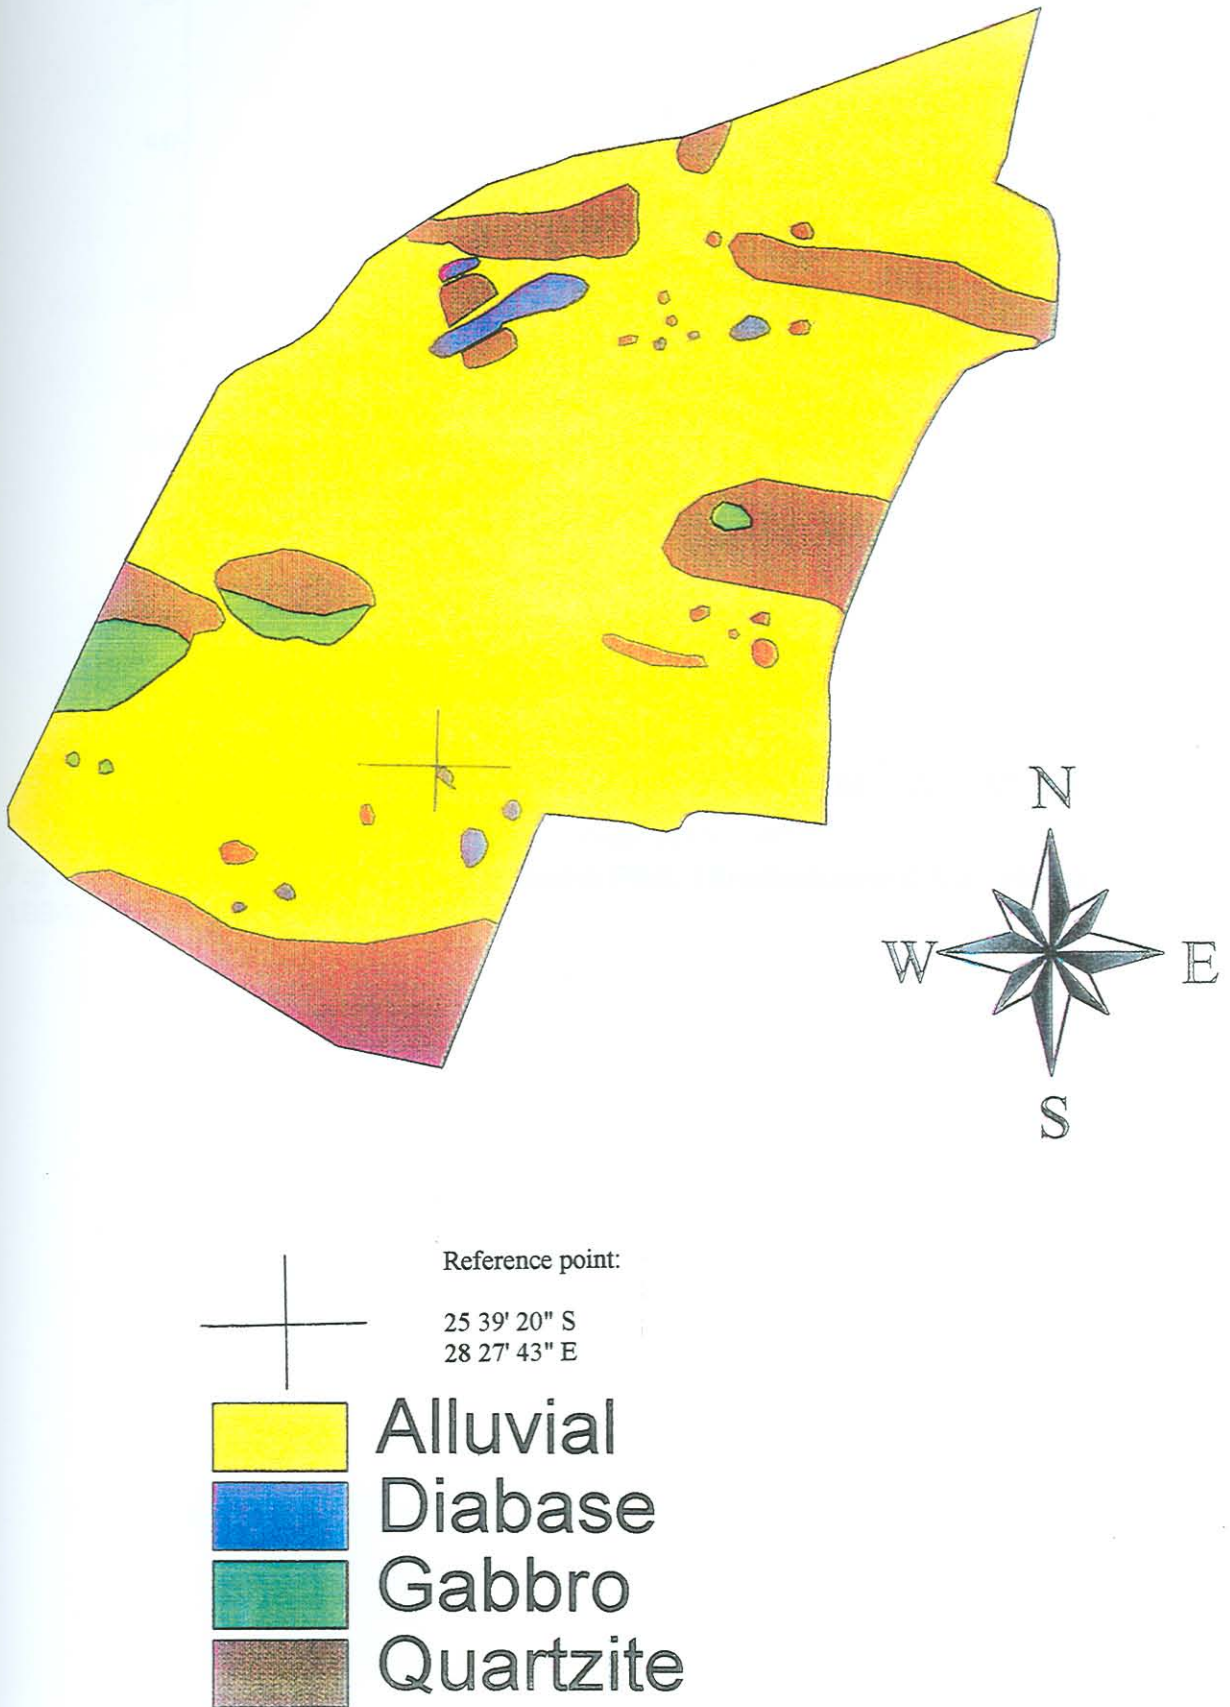 N
W E
S
Reference point:
25 39' 20" S
28 27' 43" E
Alluvial
Diabase
Gabbro
Quartzite